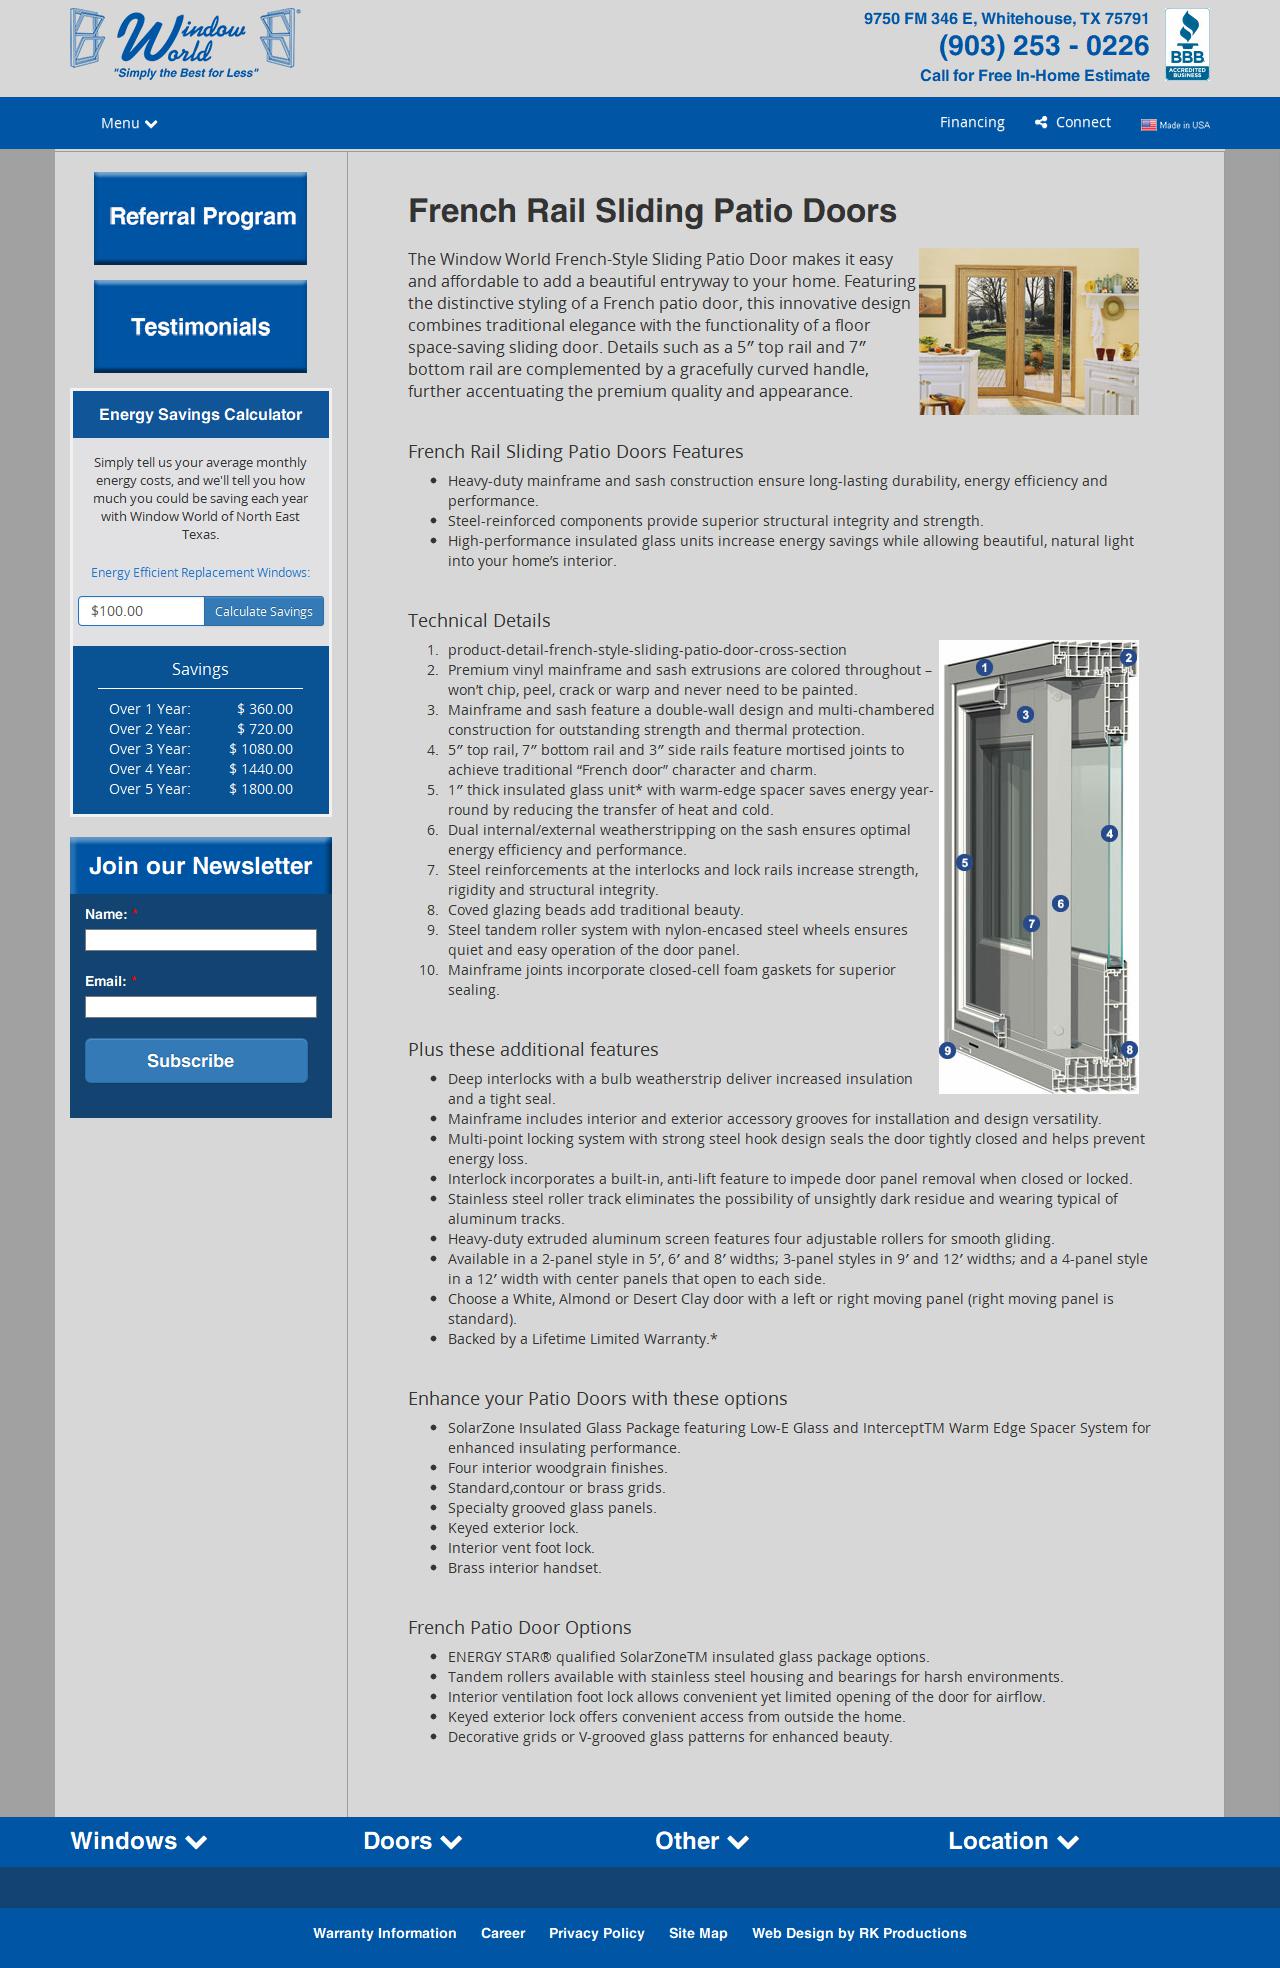 Window World ®
"Simply the Best for Less"
9750 FM 346 E, Whitehouse, TX 75791
(903) 253 - 0226
Call for Free In-Home Estimate
BBB
ACCREDITED
BUSINESS
Menu
Financing
Connect
Made in USA
Referral Program
Testimonials
Energy Savings Calculator
Simply tell us your average monthly
energy costs, and we'll tell you how
much you could be saving each year
with Window World of North East
Texas.
Energy Efficient Replacement Windows:
$100.00
Calculate Savings
Savings
Over 1 Year: $ 360.00
Over 2 Year: $ 720.00
Over 3 Year: $ 1080.00
Over 4 Year: $ 1440.00
Over 5 Year: $ 1800.00
Join our Newsletter
Name: *
Email: *
Subscribe
French Rail Sliding Patio Doors
The Window World French-Style Sliding Patio Door makes it easy
and affordable to add a beautiful entryway to your home. Featuring
the distinctive styling of a French patio door, this innovative design
combines traditional elegance with the functionality of a floor
space-saving sliding door. Details such as a 5″ top rail and 7″
bottom rail are complemented by a gracefully curved handle,
further accentuating the premium quality and appearance.
French Rail Sliding Patio Doors Features
• Heavy-duty mainframe and sash construction ensure long-lasting durability, energy efficiency and
performance.
• Steel-reinforced components provide superior structural integrity and strength.
• High-performance insulated glass units increase energy savings while allowing beautiful, natural light
into your home’s interior.
Technical Details
1. product-detail-french-style-sliding-patio-door-cross-section
2. Premium vinyl mainframe and sash extrusions are colored throughout –
won’t chip, peel, crack or warp and never need to be painted.
3. Mainframe and sash feature a double-wall design and multi-chambered
construction for outstanding strength and thermal protection.
4. 5″ top rail, 7″ bottom rail and 3″ side rails feature mortised joints to
achieve traditional “French door” character and charm.
5. 1″ thick insulated glass unit* with warm-edge spacer saves energy year-
round by reducing the transfer of heat and cold.
6. Dual internal/external weatherstripping on the sash ensures optimal
energy efficiency and performance.
7. Steel reinforcements at the interlocks and lock rails increase strength,
rigidity and structural integrity.
8. Coved glazing beads add traditional beauty.
9. Steel tandem roller system with nylon-encased steel wheels ensures
quiet and easy operation of the door panel.
10. Mainframe joints incorporate closed-cell foam gaskets for superior
sealing.
1
2
3
4
5
6
7
8
9
Plus these additional features
• Deep interlocks with a bulb weatherstrip deliver increased insulation
and a tight seal.
• Mainframe includes interior and exterior accessory grooves for installation and design versatility.
• Multi-point locking system with strong steel hook design seals the door tightly closed and helps prevent
energy loss.
• Interlock incorporates a built-in, anti-lift feature to impede door panel removal when closed or locked.
• Stainless steel roller track eliminates the possibility of unsightly dark residue and wearing typical of
aluminum tracks.
• Heavy-duty extruded aluminum screen features four adjustable rollers for smooth gliding.
• Available in a 2-panel style in 5′, 6′ and 8′ widths; 3-panel styles in 9′ and 12′ widths; and a 4-panel style
in a 12′ width with center panels that open to each side.
• Choose a White, Almond or Desert Clay door with a left or right moving panel (right moving panel is
standard).
• Backed by a Lifetime Limited Warranty.*
Enhance your Patio Doors with these options
• SolarZone Insulated Glass Package featuring Low-E Glass and InterceptTM Warm Edge Spacer System for
enhanced insulating performance.
• Four interior woodgrain finishes.
• Standard,contour or brass grids.
• Specialty grooved glass panels.
• Keyed exterior lock.
• Interior vent foot lock.
• Brass interior handset.
French Patio Door Options
• ENERGY STAR® qualified SolarZoneTM insulated glass package options.
• Tandem rollers available with stainless steel housing and bearings for harsh environments.
• Interior ventilation foot lock allows convenient yet limited opening of the door for airflow.
• Keyed exterior lock offers convenient access from outside the home.
• Decorative grids or V-grooved glass patterns for enhanced beauty.
Windows
Doors
Other
Location
Warranty Information Career Privacy Policy Site Map Web Design by RK Productions